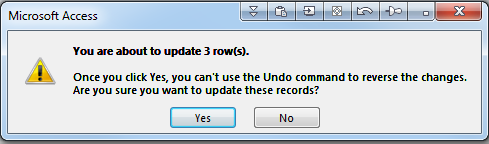 Microsoft Access
You are about to update 3 row(s).
Once you click Yes, you can't use the Undo command to reverse the changes.
Are you sure you want to update these records?
Yes
No